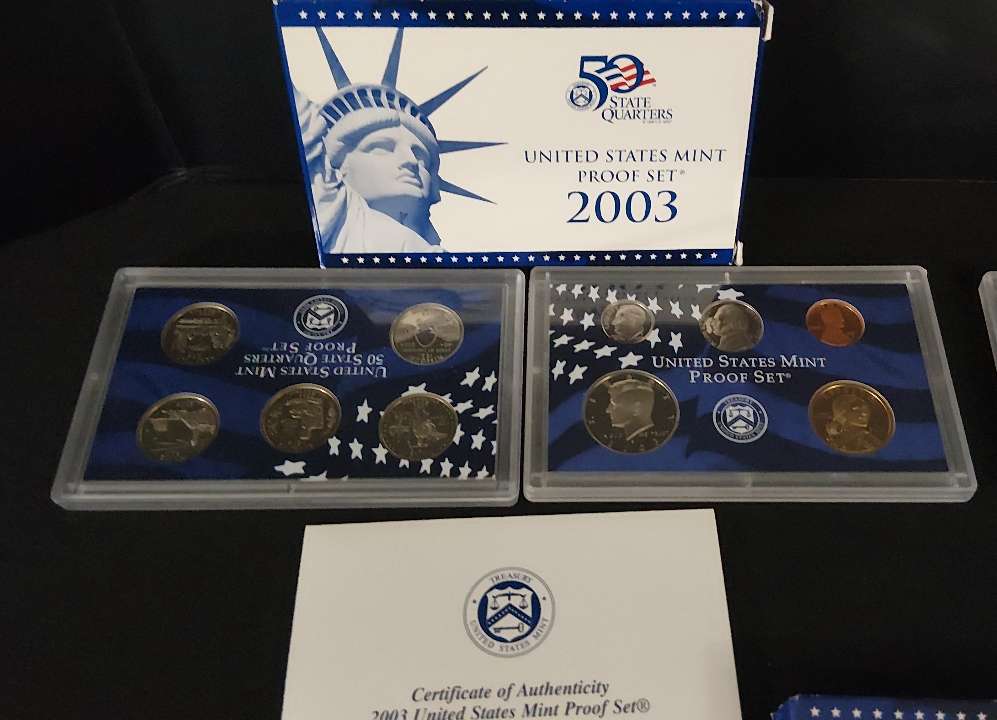 50
STATE
QUARTERS
UNITED STATES MINT
PROOF SET®
2003
UNITED STATES MINT
50 STATE QUARTERS
PROOF SET
UNITED STATES MINT
PROOF SET®
TREASURY
UNITED STATES MINT
Certificate of Authenticity
2003 United States Mint Proof Set®